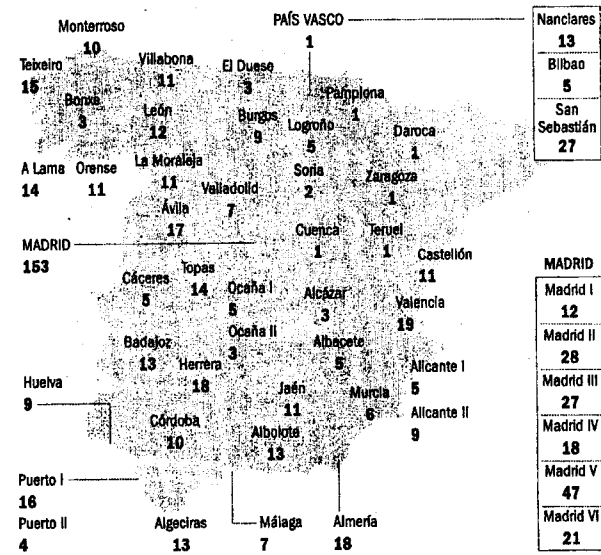 PAÍS VASCO
1
Nanclares
13
Bilbao
5
San
Sebastián
27
Monterroso
10
Teixeiro
15
Villabona
11
El Duese
3
Pamplona
1
Bonxe
3
León
12
Burgos
9
Logroño
5
Daroca
1
A Lama
14
Orense
11
La Moraleja
11
Valladolid
7
Soria
2
Zaragoza
1
Ávila
17
MADRID
153
Cuenca
1
Teruel
1
Castellón
11
Cáceres
5
Topas
14
Ocaña I
5
Alcázar
3
Valencia
19
Ocaña II
3
Badajoz
13
Herrera
18
Albacete
5
Alicante I
5
Huelva
9
Jaén
11
Murcia
6
Alicante II
9
Córdoba
10
Albolote
13
Puerto I
16
Puerto II
4
Algeciras
13
Málaga
7
Almería
18
MADRID
Madrid I
12
Madrid II
28
Madrid III
27
Madrid IV
18
Madrid V
47
Madrid VI
21